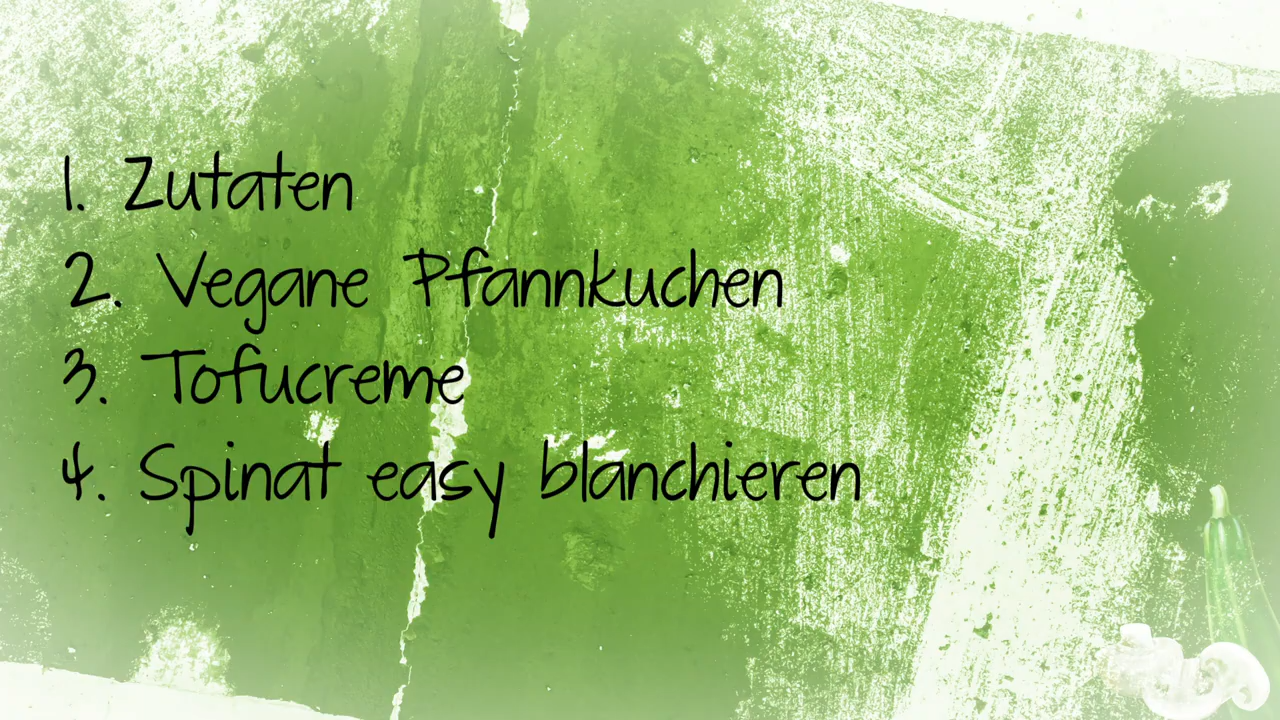 1. Zutaten
2. Vegane Pfannkuchen
3. Tofucreme
4. Spinat easy blanchieren